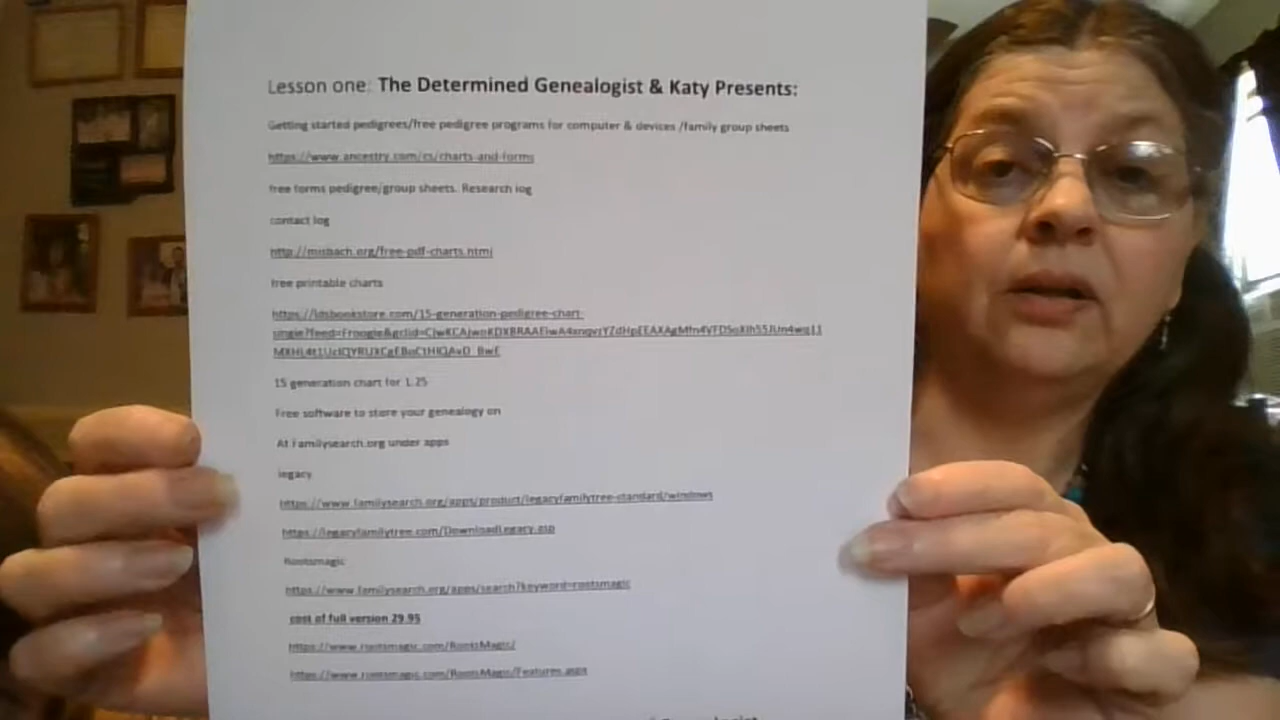 Lesson one: The Determined Genealogist & Katy Presents:
Getting started pedigrees/free pedigree programs for computer & devices /family group sheets
https://www.ancestry.com/cs/charts-and-forms
free forms pedigree/group sheets. Research log
contact log
http://misbach.org/free-pdf-charts.html
free printable charts
https://ldsbookstore.com/15-generation-pedigree-chart-
15 generation chart for 1.25
Free software to store your genealogy on
At Familysearch.org under apps
legacy
https://www.familysearch.org/apps/product/legacyfamilytree-standard/windows
https://legacyfamilytree.com/DownloadLegacy.asp
Rootsmagic
https://www.familysearch.org/apps/search?keyword=rootsmagic
cost of full version 29.95
https://www.rootsmagic.com/RootsMagic/
https://www.rootsmagic.com/RootsMagic/Features.aspx